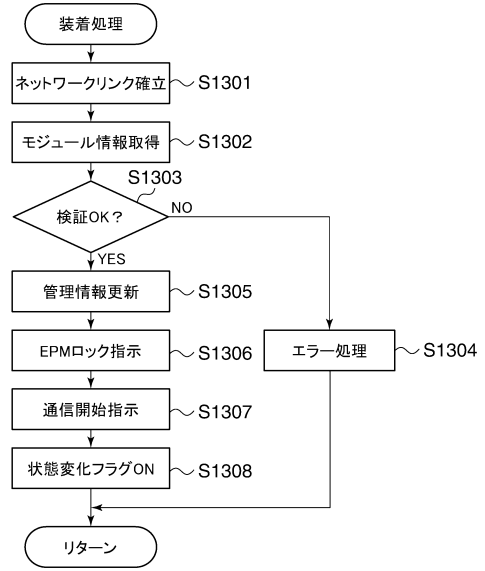 装着処理
ネットワークリンク確立 S1301
モジュール情報取得 S1302
S1303
検証OK？ NO
YES
管理情報更新 S1305
EPMロック指示 S1306
エラー処理 S1304
通信開始指示 S1307
状態変化フラグON S1308
リターン